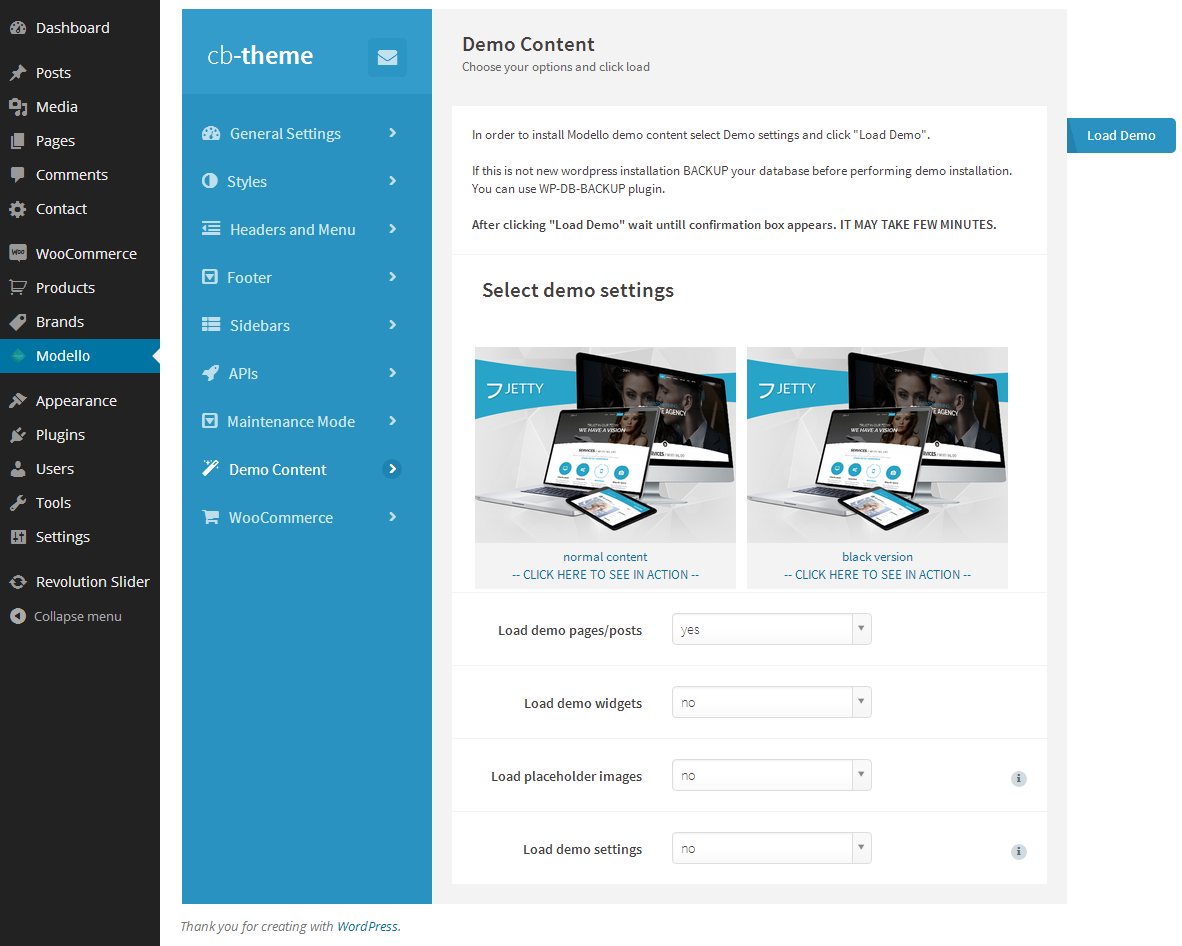 Dashboard
Posts
Media
Pages
Comments
Contact
WooCommerce
Products
Brands
Modello
Appearance
Plugins
Users
Tools
Settings
Revolution Slider
Collapse menu
cb-theme
General Settings
Styles
Headers and Menu
Footer
Sidebars
APIs
Maintenance Mode
Demo Content
WooCommerce
Demo Content
Choose your options and click load
Load Demo
In order to install Modello demo content select Demo settings and click "Load Demo".
If this is not new wordpress installation BACKUP your database before performing demo installation.
You can use WP-DB-BACKUP plugin.
After clicking "Load Demo" wait untill confirmation box appears. IT MAY TAKE FEW MINUTES.
Select demo settings
JETTY
TRUST IN OUR TO DAY
WE HAVE A VISION
SERVICES
JETTY
WE HAVE A VISION
SERVICES
normal content
-- CLICK HERE TO SEE IN ACTION --
black version
-- CLICK HERE TO SEE IN ACTION --
Load demo pages/posts yes
Load demo widgets no
Load placeholder images no
Load demo settings no
Thank you for creating with WordPress.